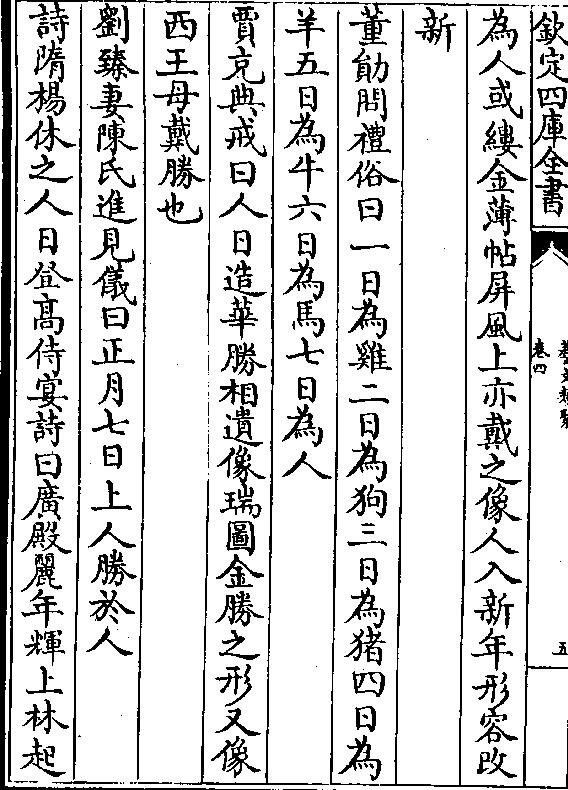 欽定四庫全書
卷四
五
為人或縷金薄帖屏風上亦戴之像人入新年形容改
新
董勛問禮俗曰一日為雞二日為狗三日為猪四日為
羊五日為牛六日為馬七日為人
賈充典戒曰人日造華勝相遺像瑞圖金勝之形又像
西王母戴勝也
劉臻妻陳氏進見儀曰正月七日上人勝於人
詩隋楊休之人日登高侍宴詩曰廣殿麗年輝上林起